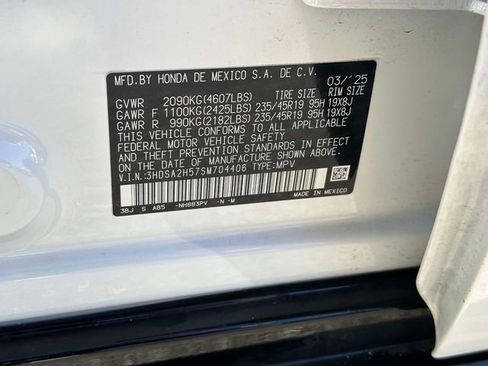 MFD.BY HONDA DE MEXICO S.A. DE C.V. 03/'25
GVWR 2090KG(4607LBS) TIRE SIZE RIM SIZE
GAWR F 1100KG(2425LBS) 235/45R19 95H 19X8J
GAWR R 990KG(2182LBS) 235/45R19 95H 19X8J
THIS VEHICLE CONFORMS TO ALL APPLICABLE
FEDERAL MOTOR VEHICLE SAFETY BUMPER
AND THEFT PREVENTION STANDARDS IN EFFECT ON
THE DATE OF MANUFACTURE SHOWN ABOVE.
V.I.N.:3HDSA2H57SM704406 TYPE:MPV
3BJ S AB5 -NH883PV -N -M
MADE IN MEXICO